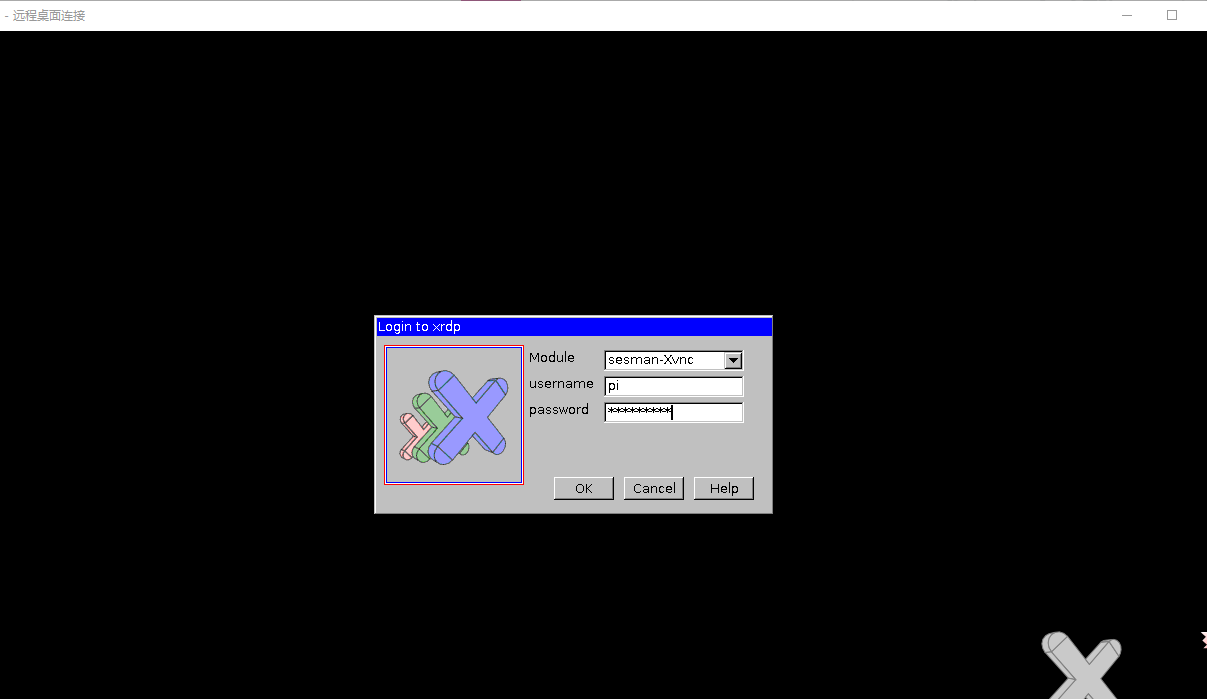 - 远程桌面连接
Login to xrdp
Module
sesman-Xvnc
username
pi
password
*********
OK
Cancel
Help